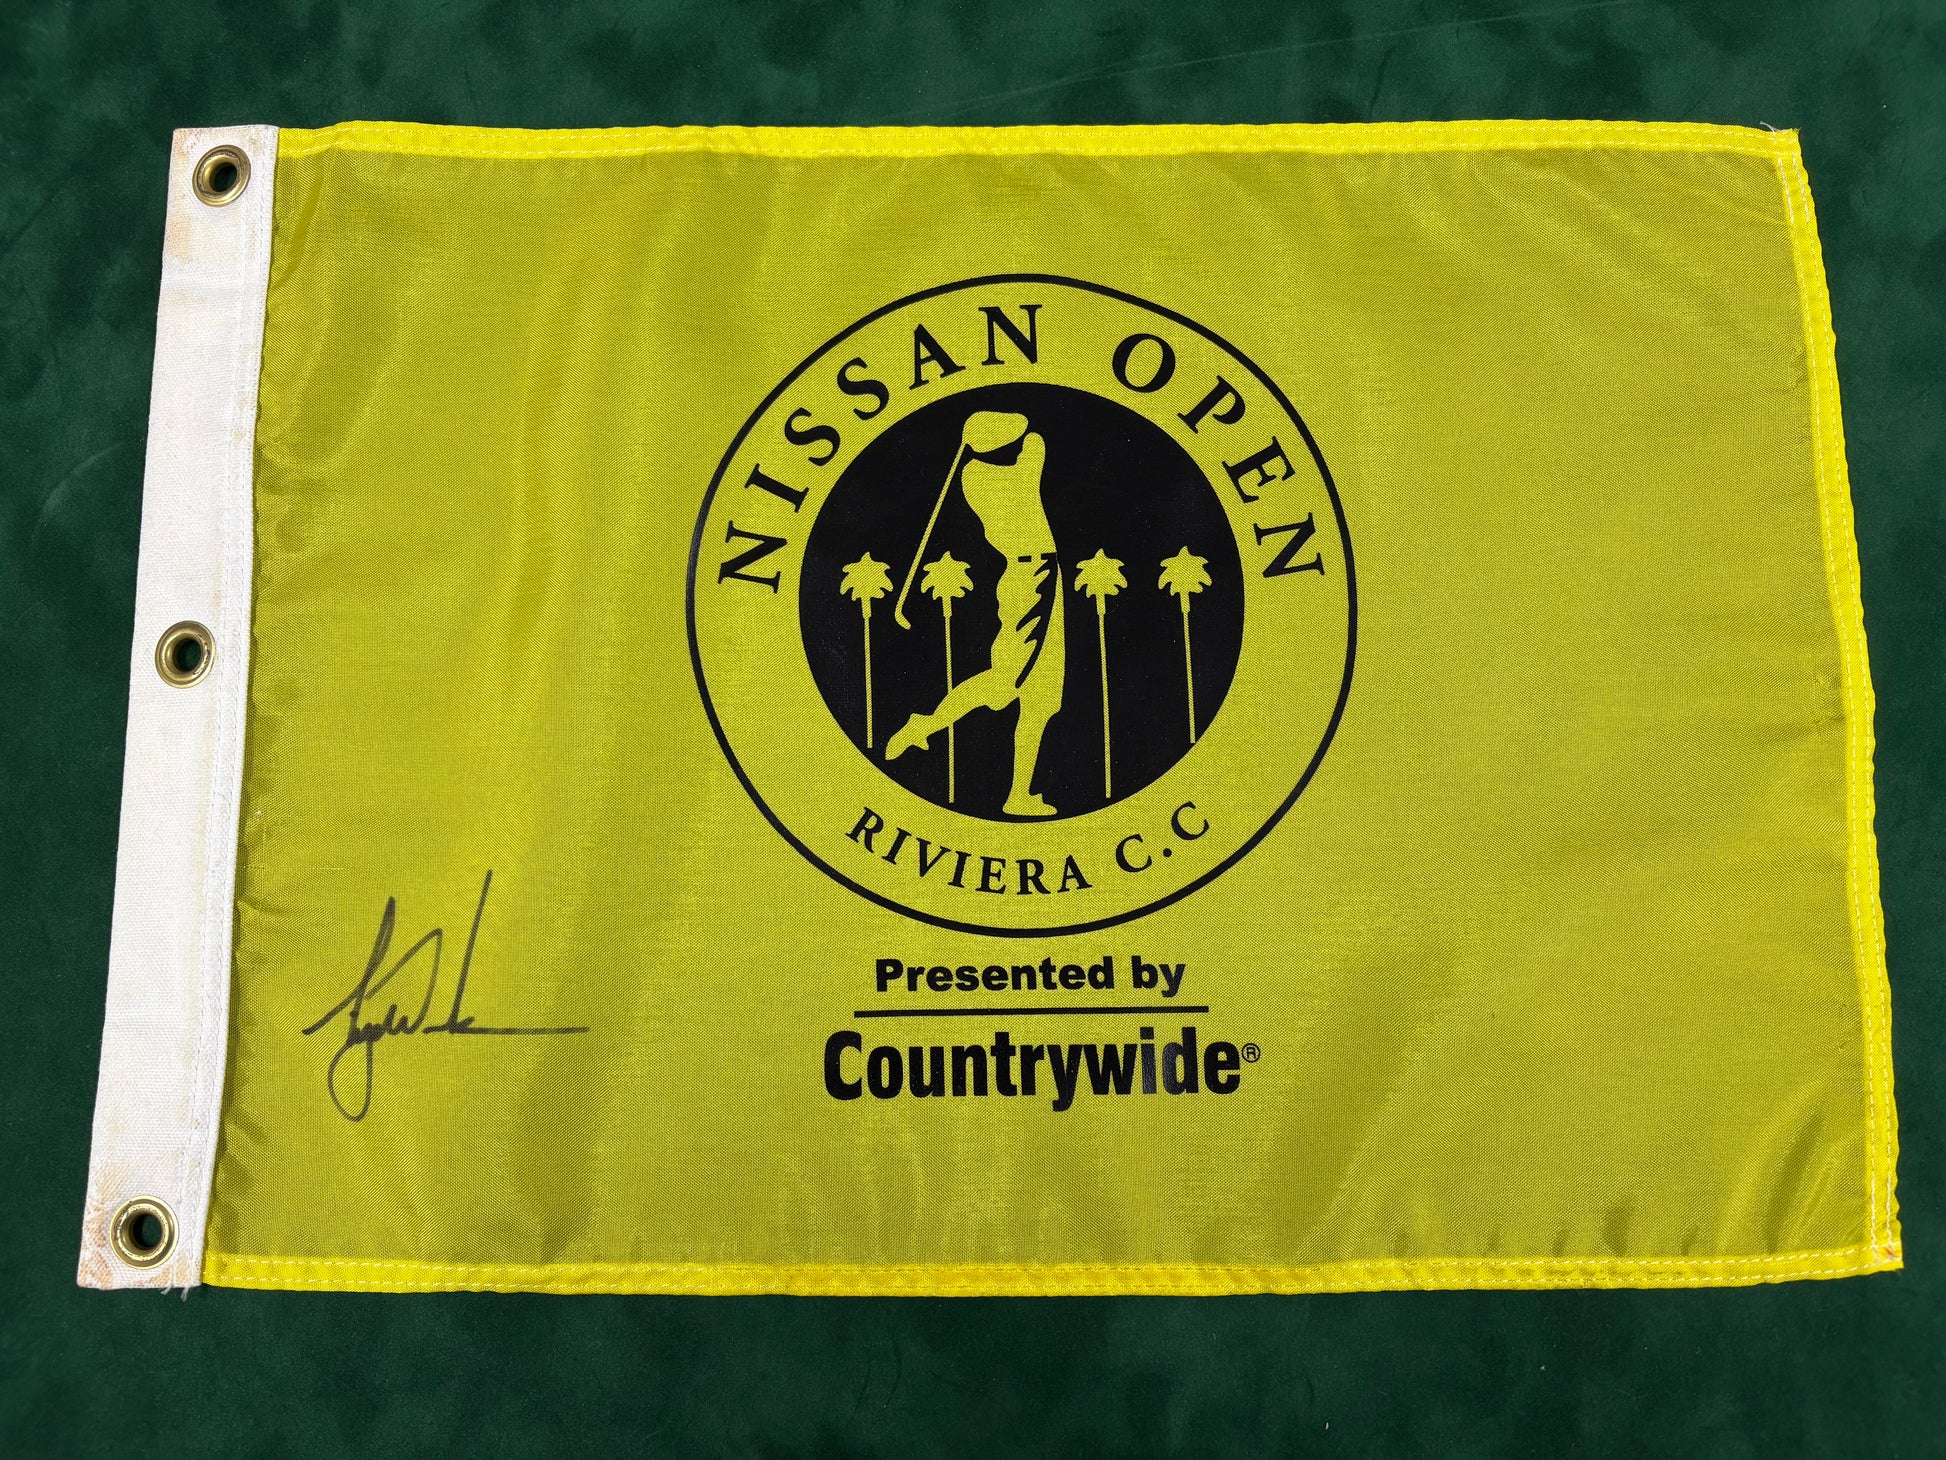 NISSAN OPEN
RIVIERA C.C
Presented by
Countrywide®